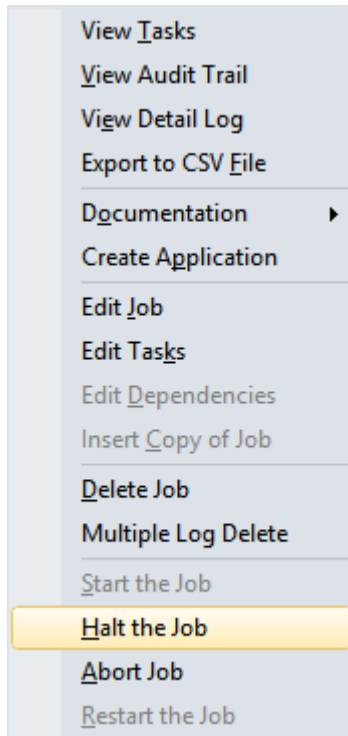 View Tasks
View Audit Trail
View Detail Log
Export to CSV File
Documentation
Create Application
Edit Job
Edit Tasks
Edit Dependencies
Insert Copy of Job
Delete Job
Multiple Log Delete
Start the Job
Halt the Job
Abort Job
Restart the Job